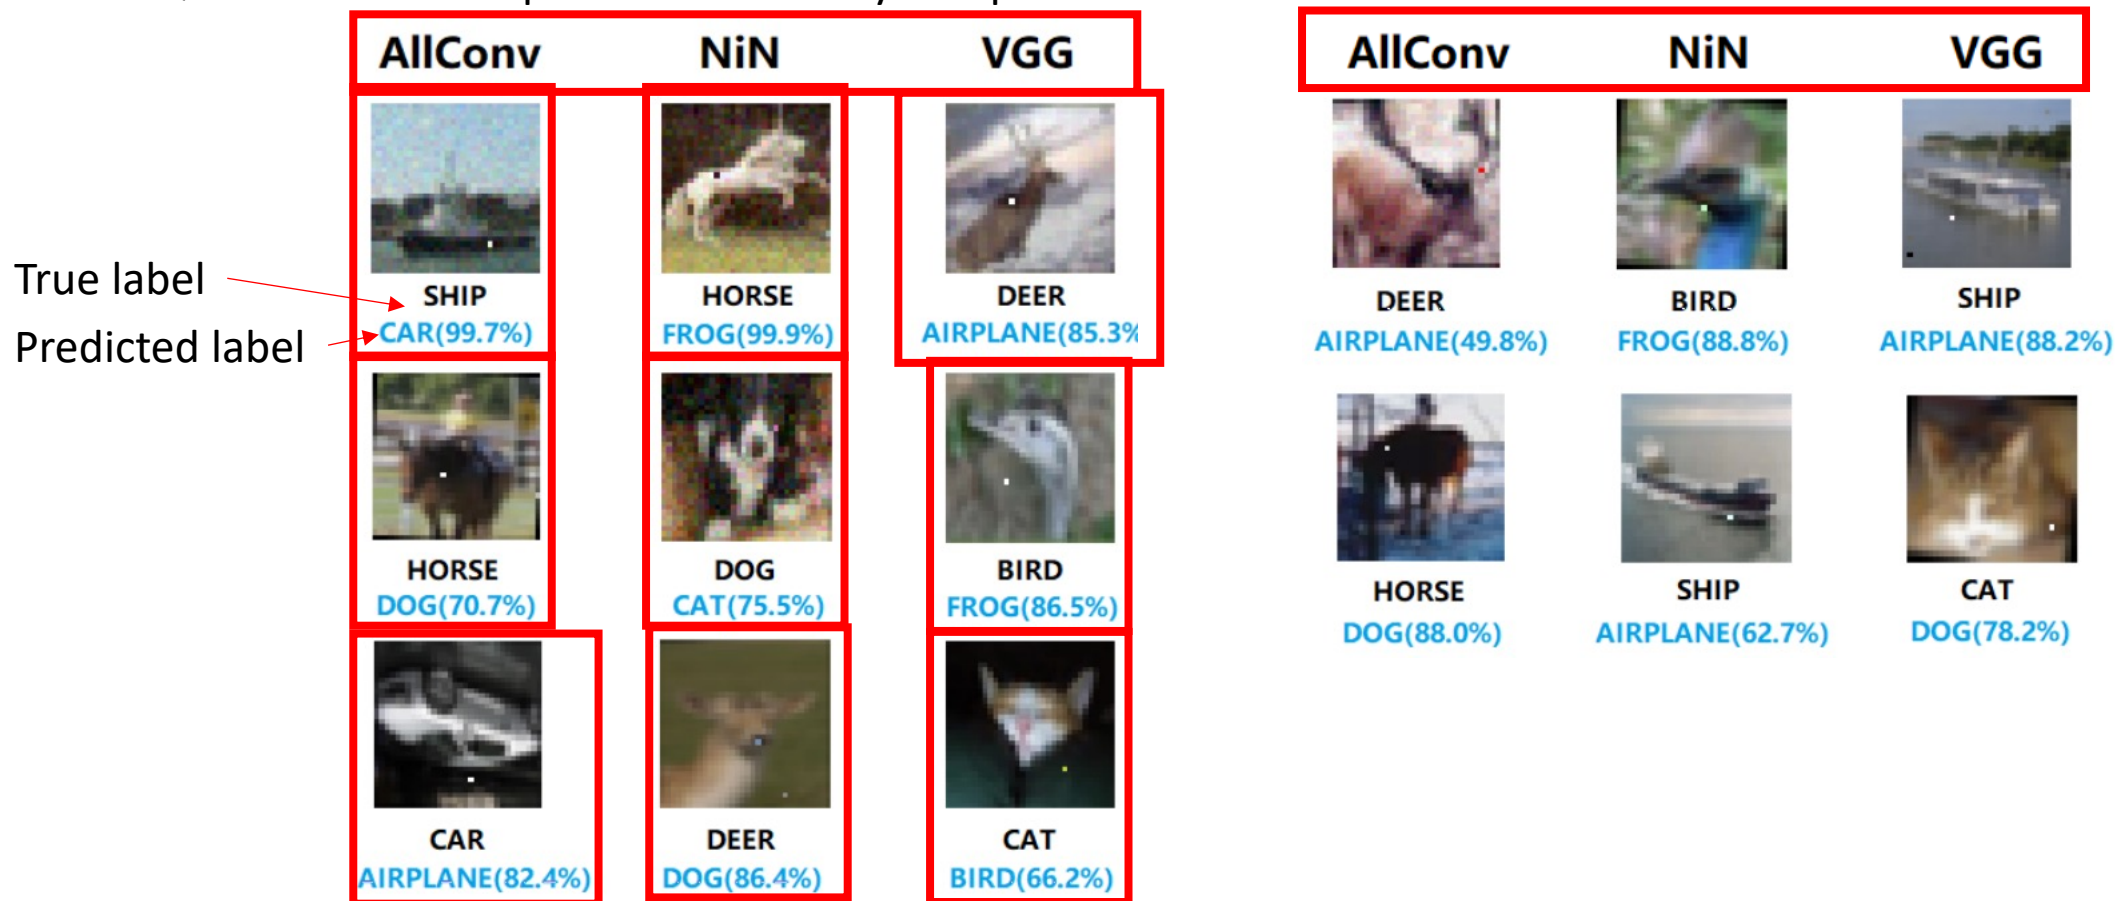 AllConv NiN VGG
SHIP HORSE DEER
CAR(99.7%) FROG(99.9%) AIRPLANE(85.3%
HORSE DOG BIRD
DOG(70.7%) CAT(75.5%) FROG(86.5%)
CAR DEER CAT
AIRPLANE(82.4%) DOG(86.4%) BIRD(66.2%)
True label
Predicted label
AllConv NiN VGG
DEER BIRD SHIP
AIRPLANE(49.8%) FROG(88.8%) AIRPLANE(88.2%)
HORSE SHIP CAT
DOG(88.0%) AIRPLANE(62.7%) DOG(78.2%)